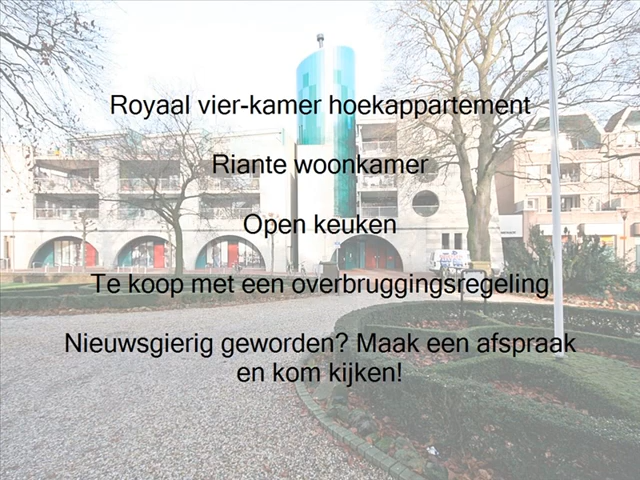 Royaal vier-kamer hoekappartement
Riante woonkamer
Open keuken
Te koop met een overbruggingsregeling
Nieuwsgierig geworden? Maak een afspraak
en kom kijken!